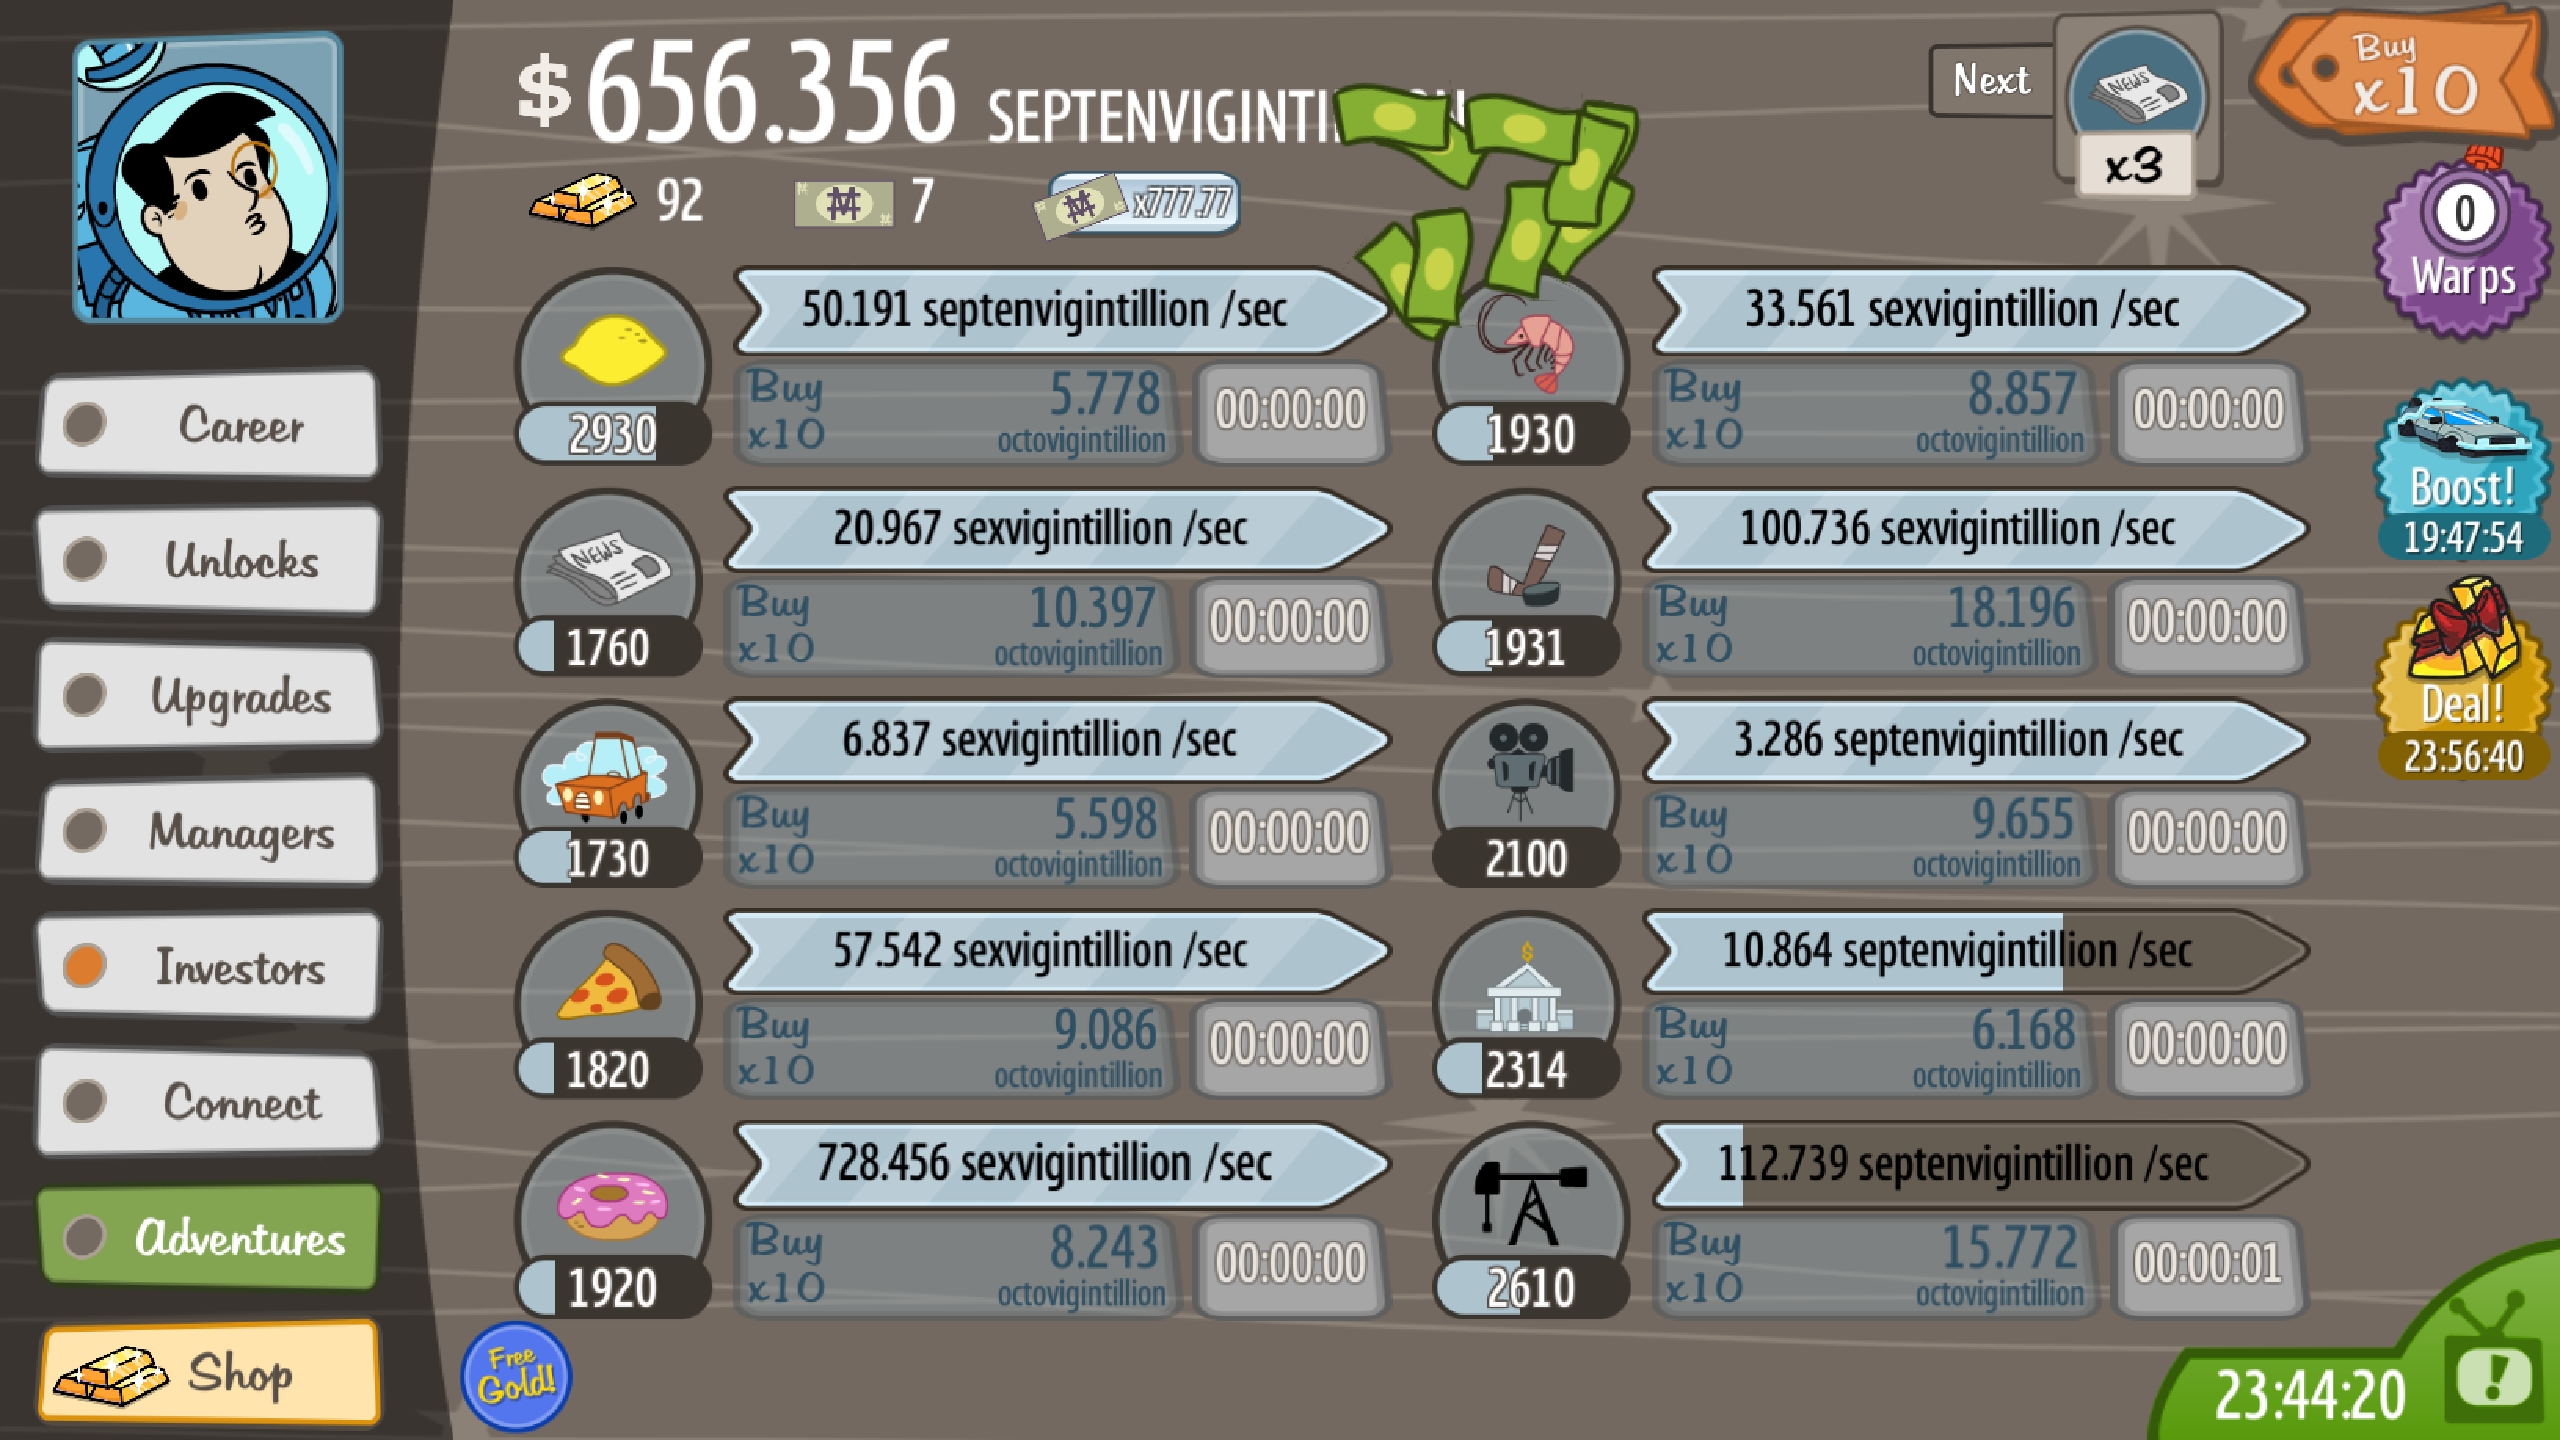 $656.356 SEPTENVIGINTI
92
7
x777.77
Next
NEWS
x3
Buy
x10
0
Warps
Boost!
19:47:54
Deal!
23:56:40
Career
Unlocks
Upgrades
Managers
Investors
Connect
Adventures
Shop
Free
Gold!
2930
50.191 septenvigintillion /sec
Buy
x10
5.778
octovigintillion
00:00:00
1930
33.561 sexvigintillion /sec
Buy
x10
8.857
octovigintillion
00:00:00
NEWS
1760
20.967 sexvigintillion /sec
Buy
x10
10.397
octovigintillion
00:00:00
1931
100.736 sexvigintillion /sec
Buy
x10
18.196
octovigintillion
00:00:00
1730
6.837 sexvigintillion /sec
Buy
x10
5.598
octovigintillion
00:00:00
2100
3.286 septenvigintillion /sec
Buy
x10
9.655
octovigintillion
00:00:00
1820
57.542 sexvigintillion /sec
Buy
x10
9.086
octovigintillion
00:00:00
$
2314
10.864 septenvigintillion /sec
Buy
x10
6.168
octovigintillion
00:00:00
1920
728.456 sexvigintillion /sec
Buy
x10
8.243
octovigintillion
00:00:00
2610
112.739 septenvigintillion /sec
Buy
x10
15.772
octovigintillion
00:00:01
23:44:20
!